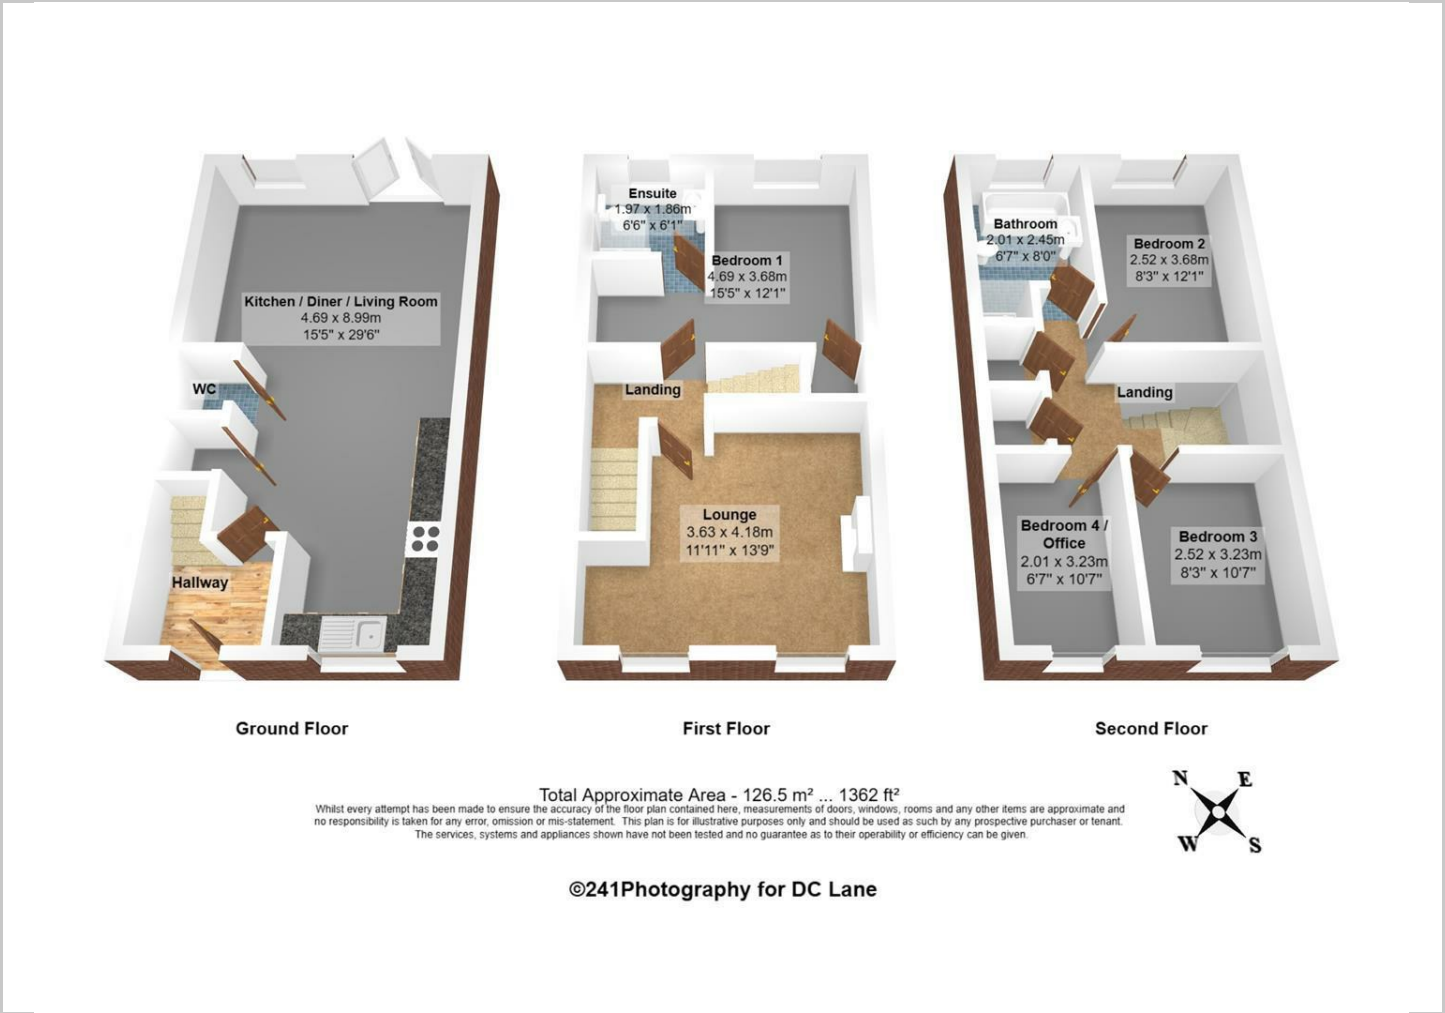 Kitchen / Diner / Living Room
4.69 x 8.99m
15'5" x 29'6"
WC
Hallway
Ground Floor
Ensuite
1.97 x 1.86m
6'6" x 6'1"
Bedroom 1
4.69 x 3.68m
15'5" x 12'1"
Landing
Lounge
3.63 x 4.18m
11'11" x 13'9"
First Floor
Bathroom
2.01 x 2.45m
6'7" x 8'0"
Bedroom 2
2.52 x 3.68m
8'3" x 12'1"
Landing
Bedroom 4 /
Office
2.01 x 3.23m
6'7" x 10'7"
Bedroom 3
2.52 x 3.23m
8'3" x 10'7"
Second Floor
Total Approximate Area - 126.5 m² ... 1362 ft²
Whilst every attempt has been made to ensure the accuracy of the floor plan contained here, measurements of doors, windows, rooms and any other items are approximate and
no responsibility is taken for any error, omission or mis-statement. This plan is for illustrative purposes only and should be used as such by any prospective purchaser or tenant.
The services, systems and appliances shown have not been tested and no guarantee as to their operability or efficiency can be given.
N E
W S
©241Photography for DC Lane